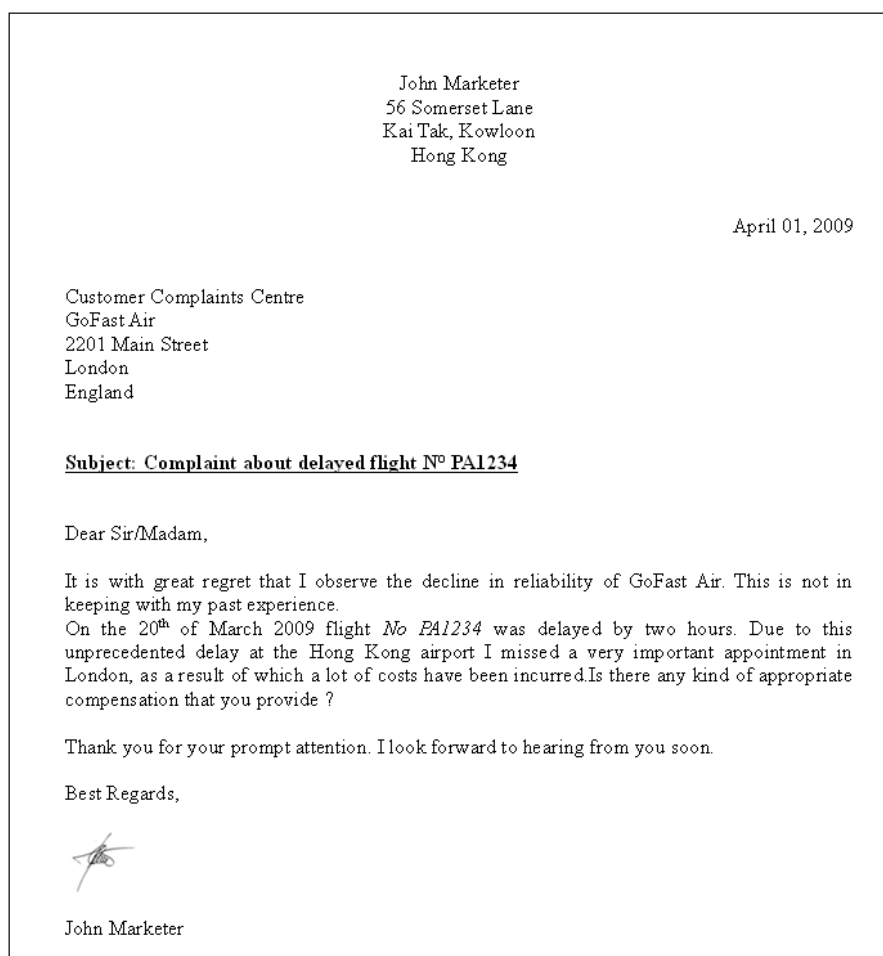 John Marketer
56 Somerset Lane
Kai Tak, Kowloon
Hong Kong
April 01, 2009
Customer Complaints Centre
GoFast Air
2201 Main Street
London
England
Subject: Complaint about delayed flight Nº PA1234
Dear Sir/Madam,
It is with great regret that I observe the decline in reliability of GoFast Air. This is not in
keeping with my past experience.
On the 20th of March 2009 flight No PA1234 was delayed by two hours. Due to this
unprecedented delay at the Hong Kong airport I missed a very important appointment in
London, as a result of which a lot of costs have been incurred.Is there any kind of appropriate
compensation that you provide ?
Thank you for your prompt attention. I look forward to hearing from you soon.
Best Regards,
John Marketer